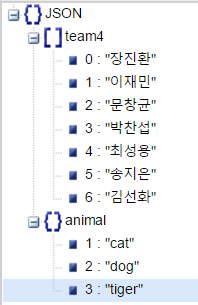 {}JSON
[]team4
0 : "장진환"
1 : "이재민"
2 : "문창균"
3 : "박찬섭"
4 : "최성용"
5 : "송지은"
6 : "김선화"
{}animal
1 : "cat"
2 : "dog"
3 : "tiger"